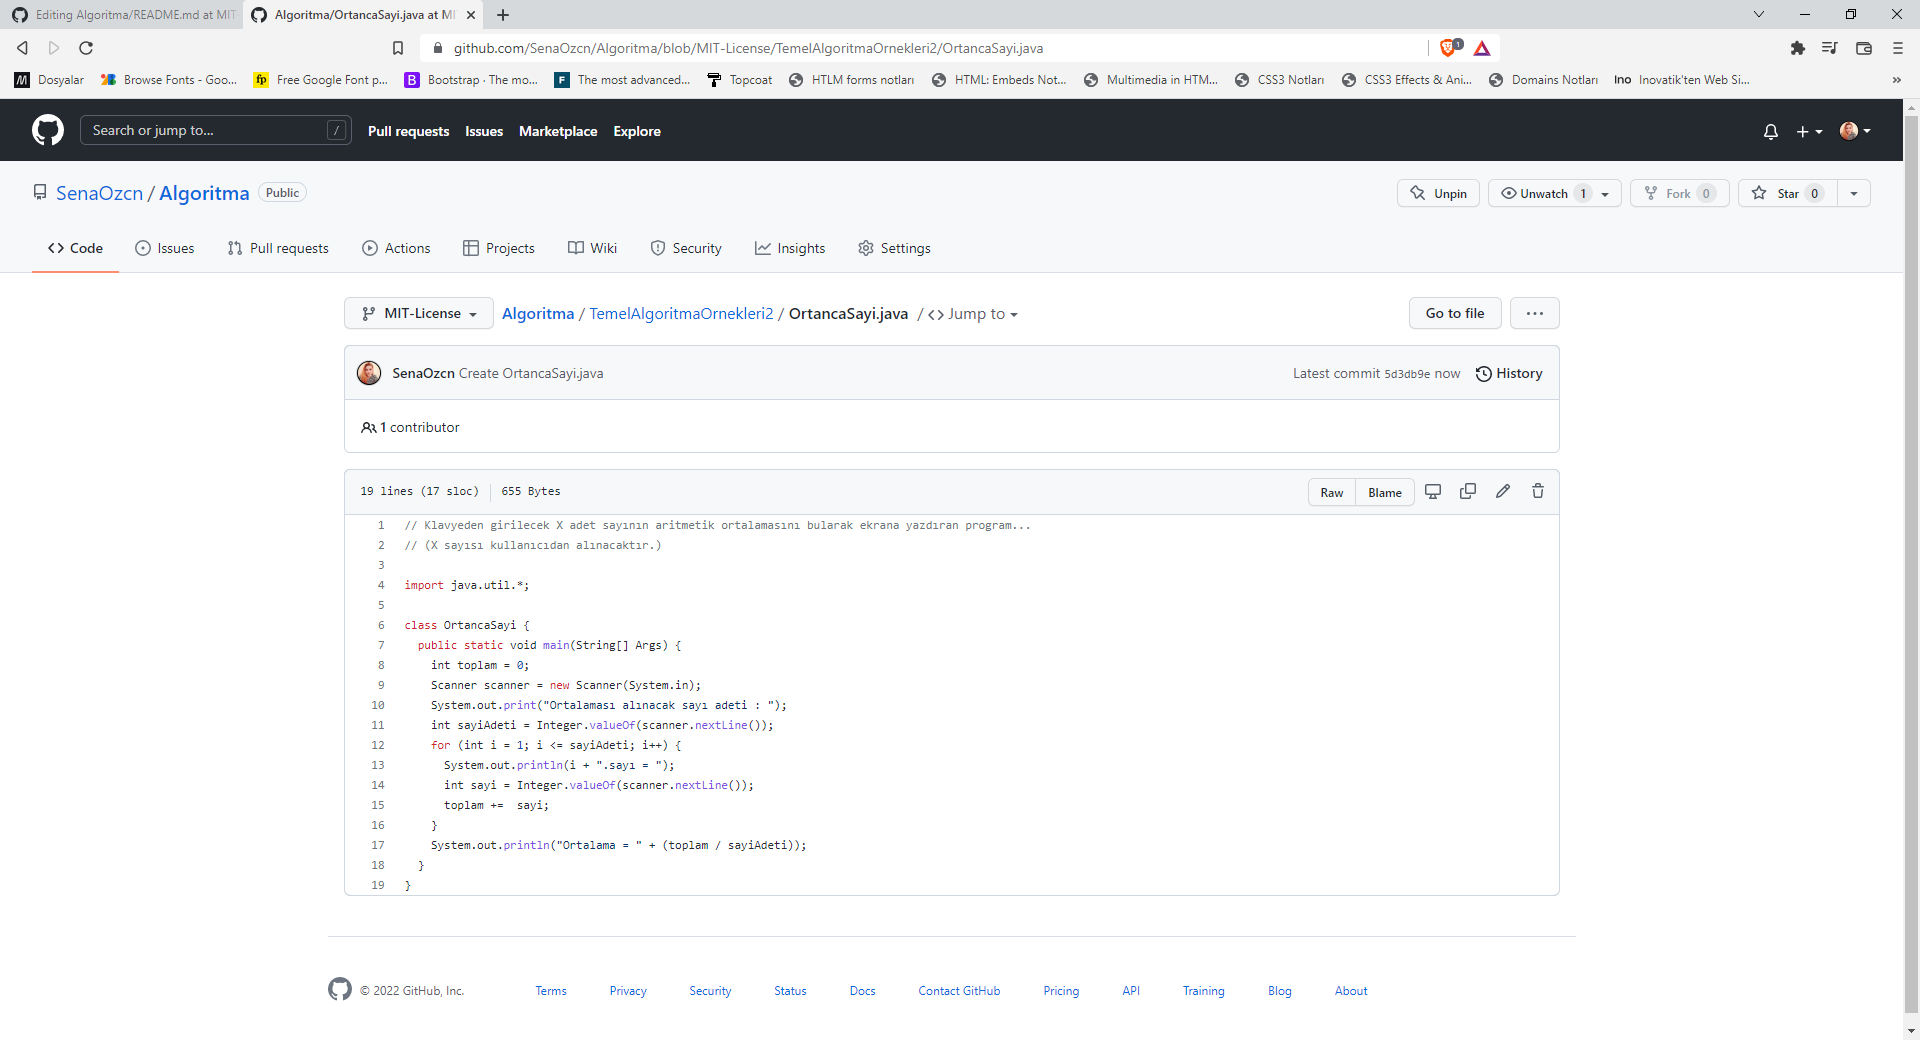 Editing Algoritma/README.md at MIT
Algoritma/OrtancaSayi.java at MI
github.com/SenaOzcn/Algoritma/blob/MIT-License/TemelAlgoritmaOrnekleri2/OrtancaSayi.java
1
M Dosyalar
Browse Fonts - Goo...
fp Free Google Font p...
B Bootstrap · The mo...
F The most advanced...
Topcoat
HTLM forms notları
HTML: Embeds Not...
Multimedia in HTM...
CSS3 Notları
CSS3 Effects & Ani...
Domains Notları
Ino Inovatik'ten Web Si...
»
Search or jump to... /
Pull requests Issues Marketplace Explore
SenaOzcn / Algoritma Public
Unpin
Unwatch 1
Fork 0
Star 0
Code Issues Pull requests Actions Projects Wiki Security Insights Settings
MIT-License
Algoritma / TemelAlgoritmaOrnekleri2 / OrtancaSayi.java / <> Jump to
Go to file ...
SenaOzcn Create OrtancaSayi.java
Latest commit 5d3db9e now History
1 contributor
19 lines (17 sloc) 655 Bytes
Raw Blame
1 // Klavyeden girilecek X adet sayının aritmetik ortalamasını bularak ekrana yazdıran program...
2 // (X sayısı kullanıcıdan alınacaktır.)
3
4 import java.util.*;
5
6 class OrtancaSayi {
7 public static void main(String[] Args) {
8 int toplam = 0;
9 Scanner scanner = new Scanner(System.in);
10 System.out.print("Ortalaması alınacak sayı adeti : ");
11 int sayiAdeti = Integer.valueOf(scanner.nextLine());
12 for (int i = 1; i <= sayiAdeti; i++) {
13 System.out.println(i + ".sayı = ");
14 int sayi = Integer.valueOf(scanner.nextLine());
15 toplam += sayi;
16 }
17 System.out.println("Ortalama = " + (toplam / sayiAdeti));
18 }
19 }
© 2022 GitHub, Inc. Terms Privacy Security Status Docs Contact GitHub Pricing API Training Blog About